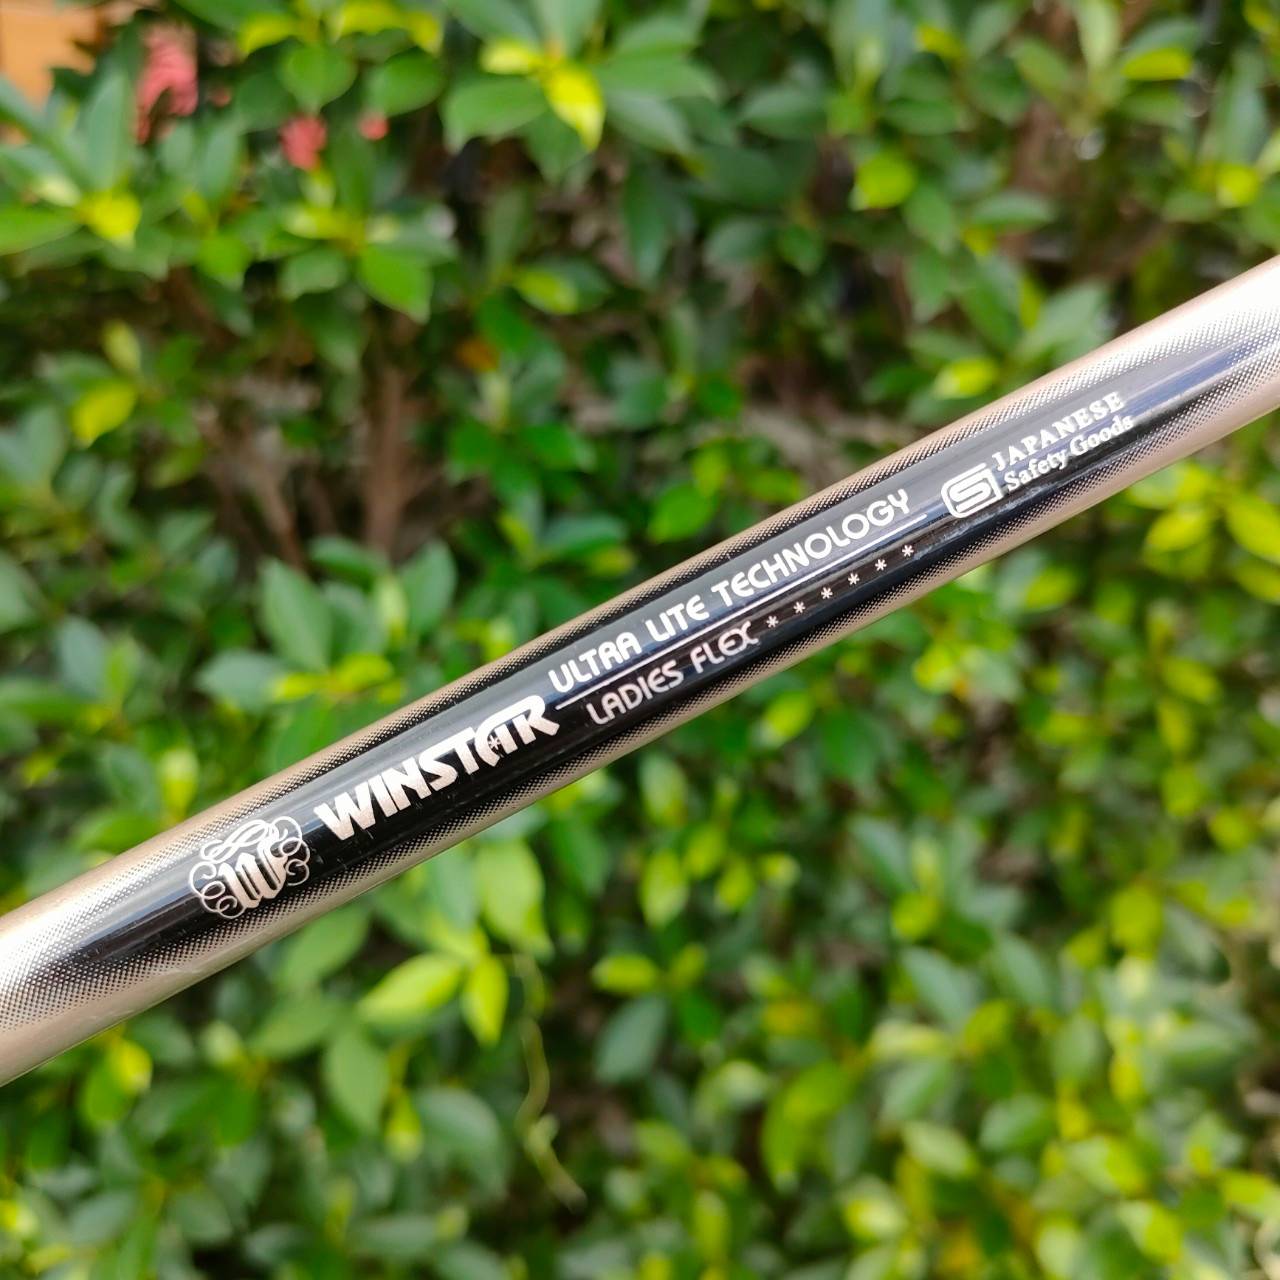 W WINSTAR
ULTRA LITE TECHNOLOGY
LADIES FLEX * * * * * *
S JAPANESE
Safety Goods